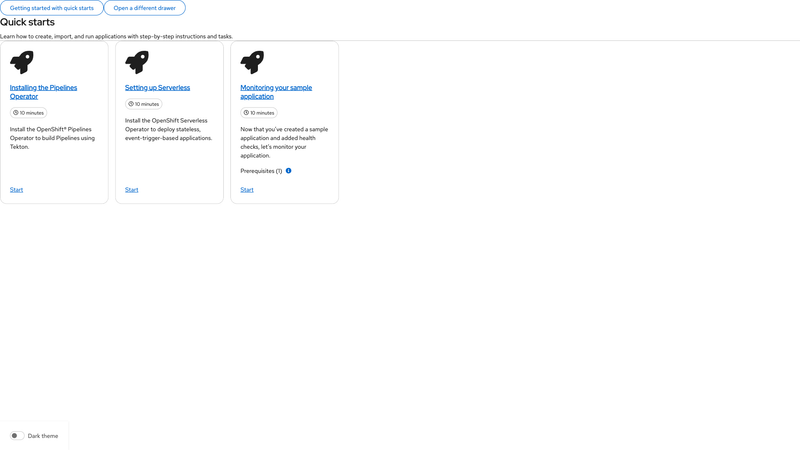 Getting started with quick starts
Open a different drawer
Quick starts
Learn how to create, import, and run applications with step-by-step instructions and tasks.
Installing the Pipelines
Operator
10 minutes
Install the OpenShift® Pipelines
Operator to build Pipelines using
Tekton.
Start
Setting up Serverless
10 minutes
Install the OpenShift Serverless
Operator to deploy stateless,
event-trigger-based applications.
Start
Monitoring your sample
application
10 minutes
Now that you've created a sample
application and added health
checks, let's monitor your
application.
Prerequisites (1)
Start
Dark theme